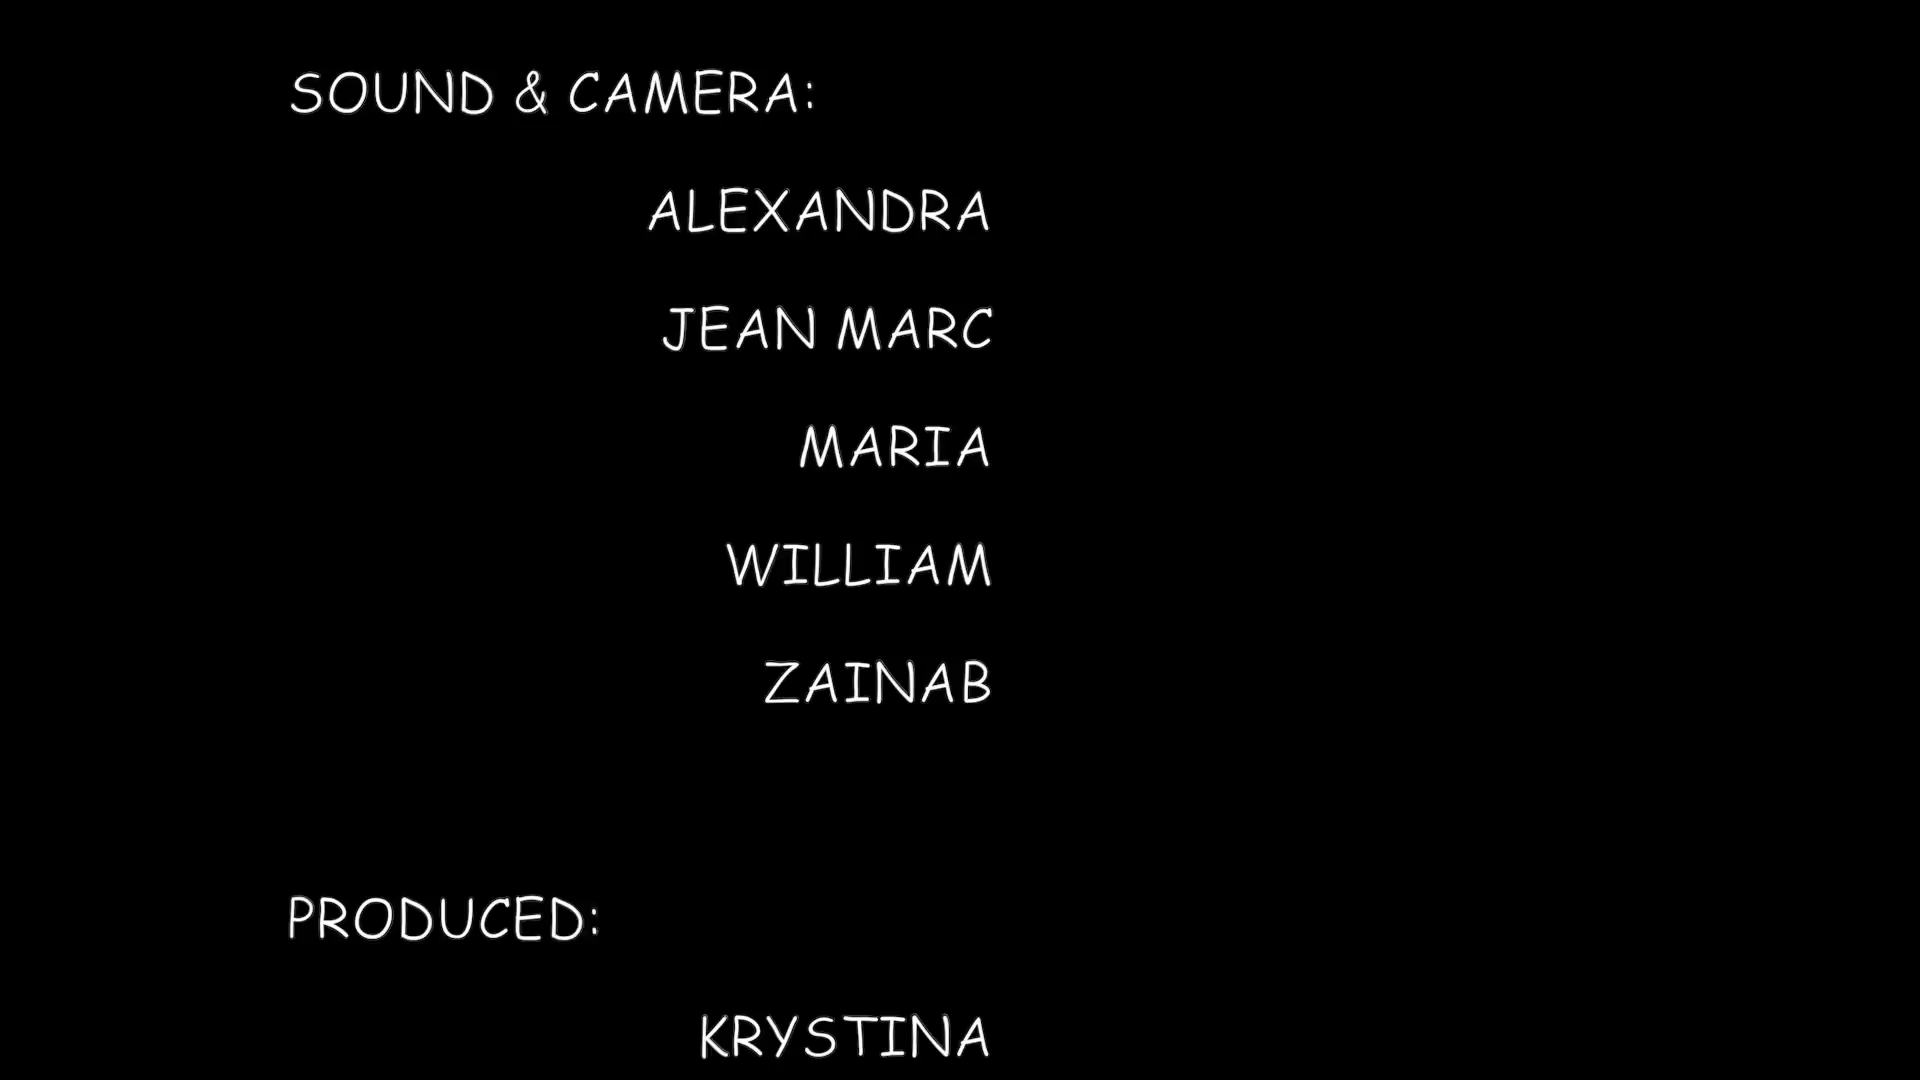 SOUND & CAMERA:
ALEXANDRA
JEAN MARC
MARIA
WILLIAM
ZAINAB
PRODUCED:
KRYSTINA